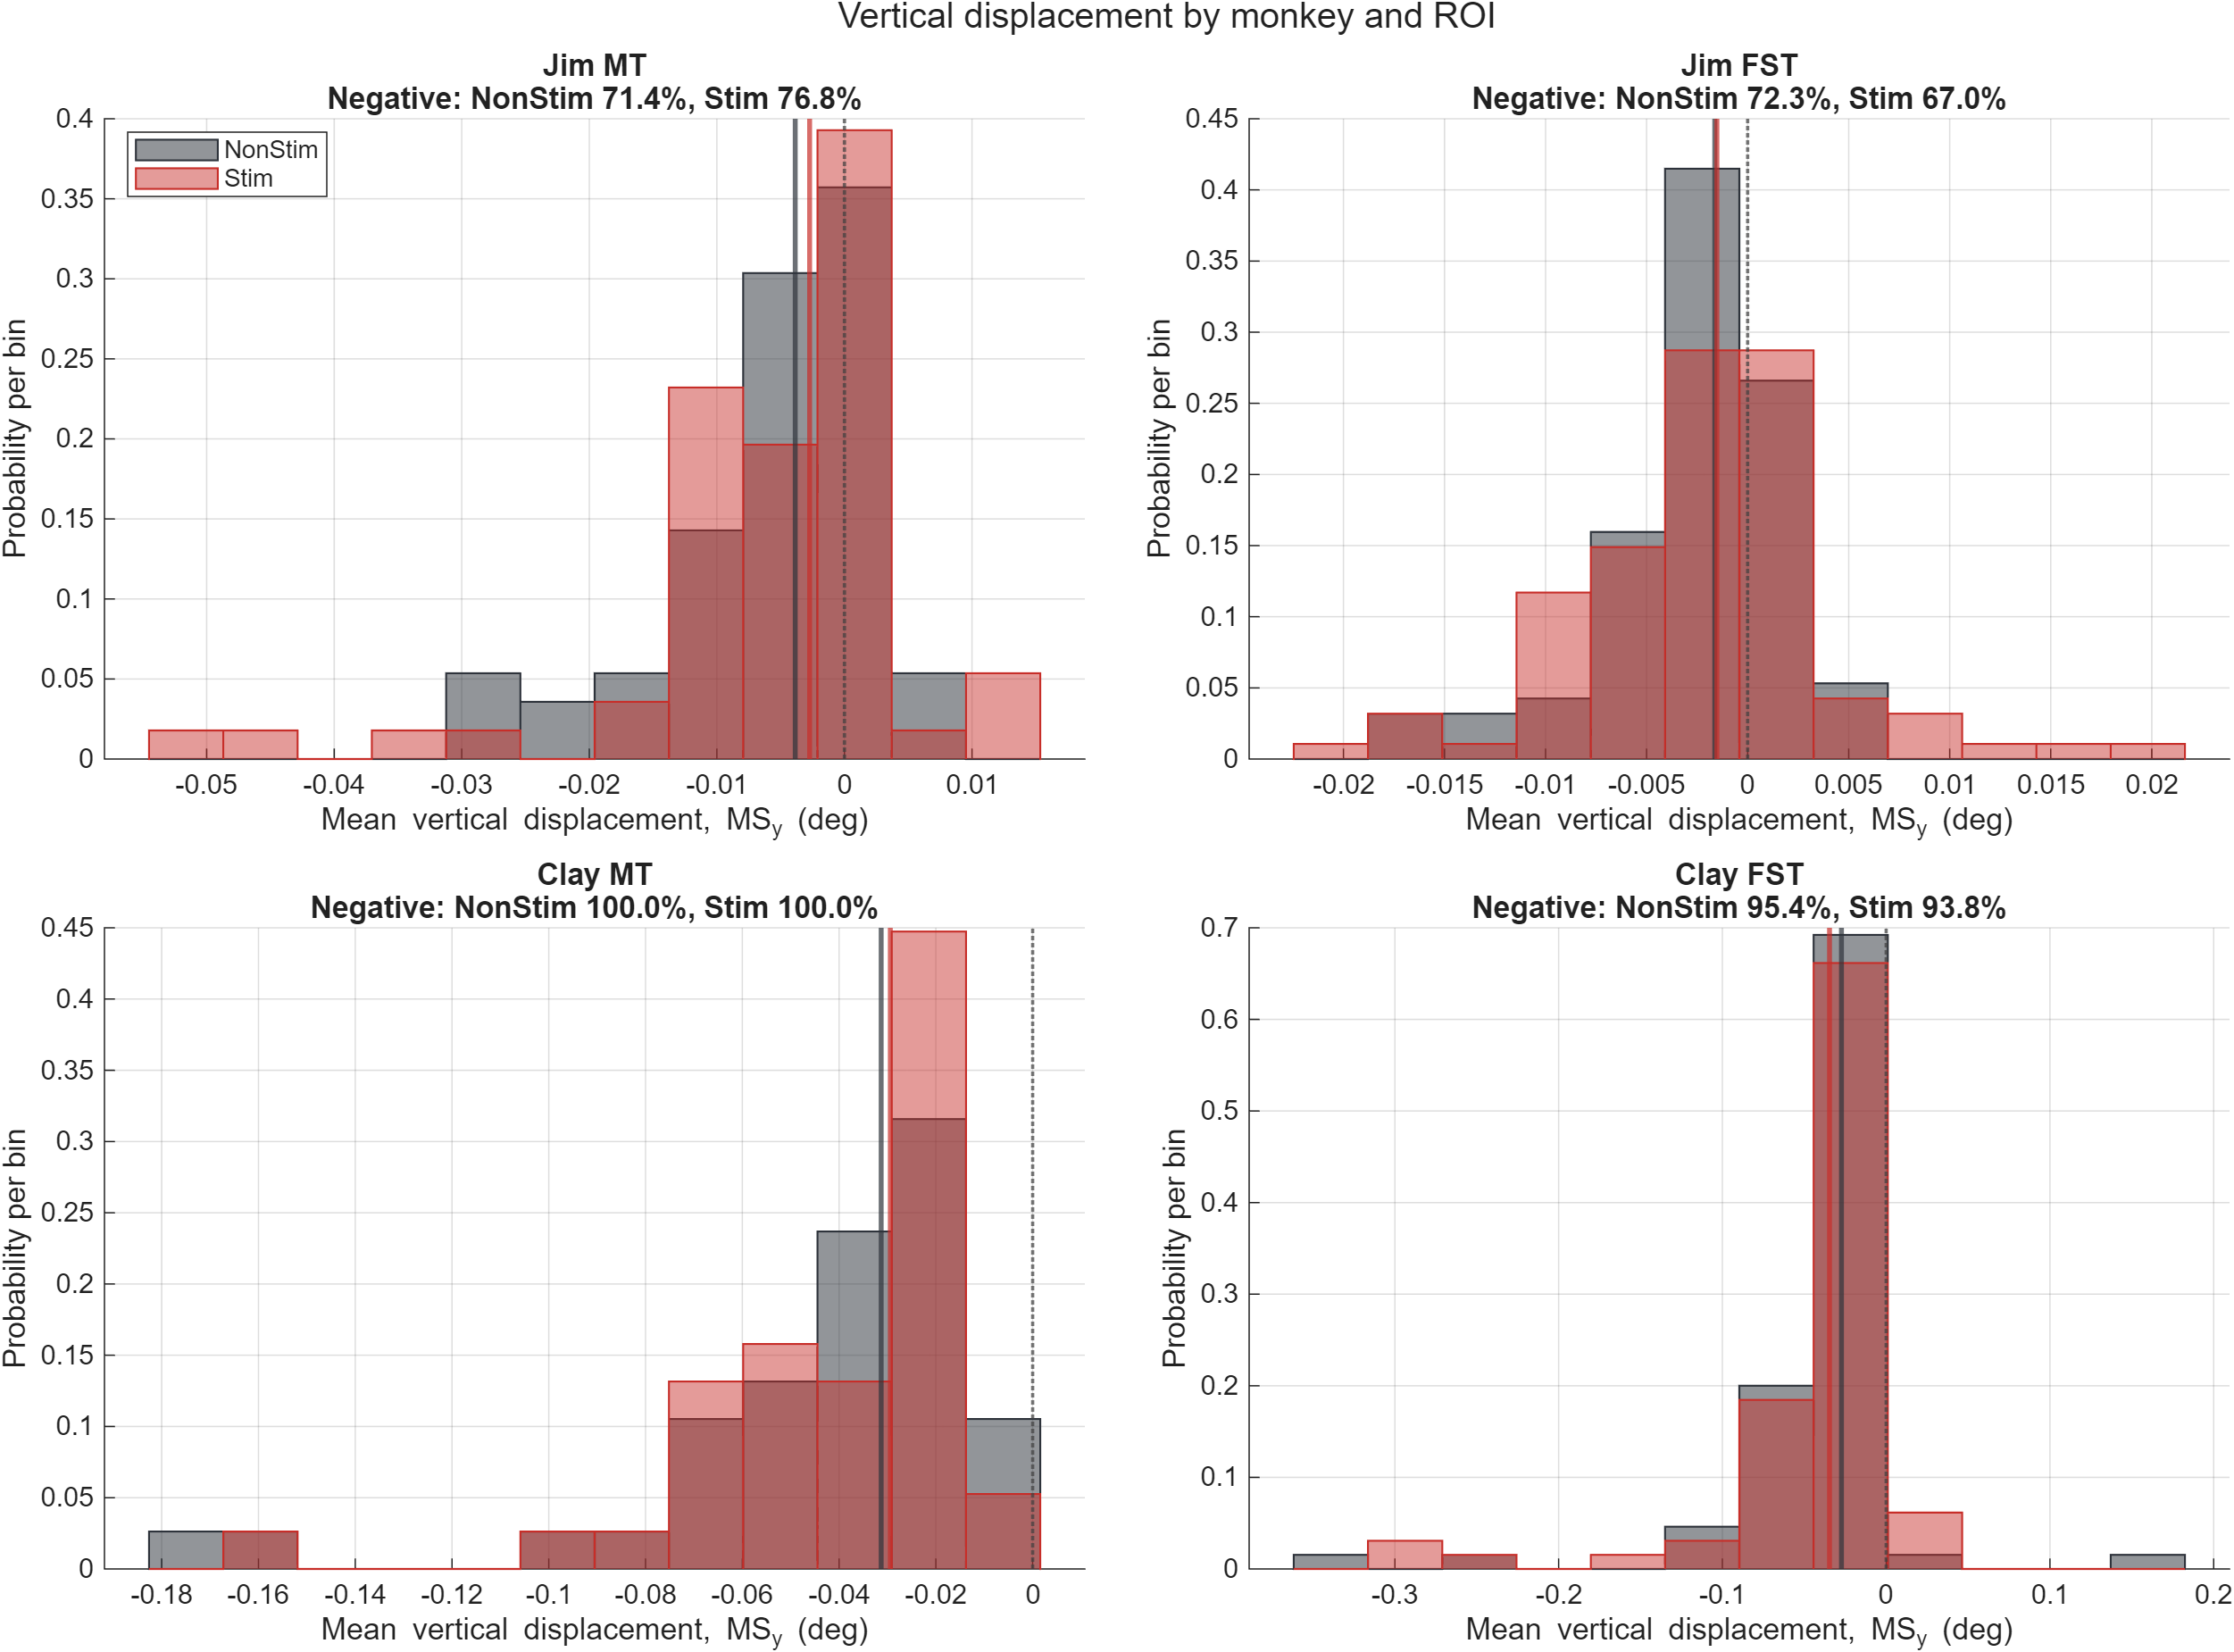 Vertical displacement by monkey and ROI
Jim MT
Negative: NonStim 71.4%, Stim 76.8%
NonStim
Stim
0.4
0.35
0.3
0.25
0.2
0.15
0.1
0.05
0
Probability per bin
-0.05 -0.04 -0.03 -0.02 -0.01 0 0.01
Mean vertical displacement, MSy (deg)
Jim FST
Negative: NonStim 72.3%, Stim 67.0%
0.45
0.4
0.35
0.3
0.25
0.2
0.15
0.1
0.05
0
Probability per bin
-0.02 -0.015 -0.01 -0.005 0 0.005 0.01 0.015 0.02
Mean vertical displacement, MSy (deg)
Clay MT
Negative: NonStim 100.0%, Stim 100.0%
0.45
0.4
0.35
0.3
0.25
0.2
0.15
0.1
0.05
0
Probability per bin
-0.18 -0.16 -0.14 -0.12 -0.1 -0.08 -0.06 -0.04 -0.02 0
Mean vertical displacement, MSy (deg)
Clay FST
Negative: NonStim 95.4%, Stim 93.8%
0.7
0.6
0.5
0.4
0.3
0.2
0.1
0
Probability per bin
-0.3 -0.2 -0.1 0 0.1 0.2
Mean vertical displacement, MSy (deg)